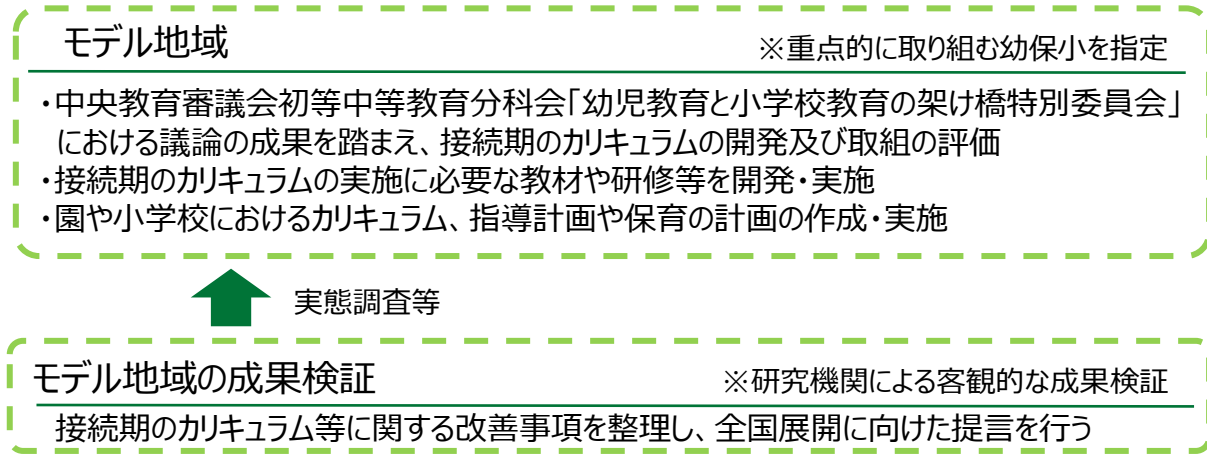 モデル地域
※重点的に取り組む幼保小を指定
・中央教育審議会初等中等教育分科会「幼児教育と小学校教育の架け橋特別委員会」
における議論の成果を踏まえ、接続期のカリキュラムの開発及び取組の評価
・接続期のカリキュラムの実施に必要な教材や研修等を開発・実施
・園や小学校におけるカリキュラム、指導計画や保育の計画の作成・実施
実態調査等
モデル地域の成果検証
※研究機関による客観的な成果検証
接続期のカリキュラム等に関する改善事項を整理し、全国展開に向けた提言を行う